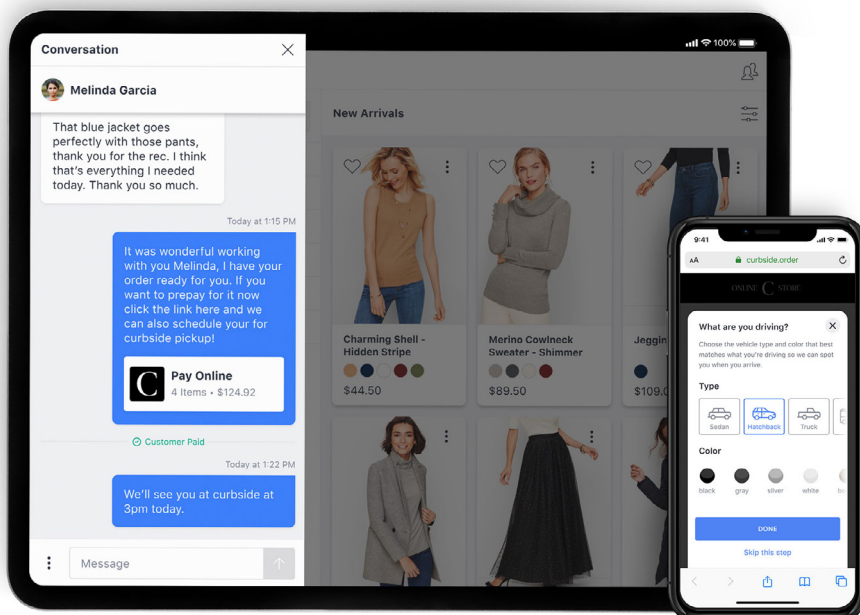 Conversation
100%
Melinda Garcia
That blue jacket goes
perfectly with those pants,
thank you for the rec. I think
that's everything I needed
today. Thank you so much.
Today at 1:15 PM
It was wonderful working
with you Melinda, I have your
order ready for you. If you
want to prepay for it now
click the link here and we
can also schedule your for
curbside pickup!
C
Pay Online
4 Items • $124.92
Customer Paid
Today at 1:22 PM
We'll see you at curbside at
3pm today.
Message
New Arrivals
Charming Shell -
Hidden Stripe
$44.50
Merino Cowlneck
Sweater - Shimmer
$89.50
Jeggin
$109.0
9:41
AA
curbside.order
ONLINE C STORE
What are you driving?
Choose the vehicle type and color that best
matches what you're driving so we can spot
you when you arrive.
Type
Sedan
Hatchback
Truck
Color
black
gray
silver
white
DONE
Skip this step